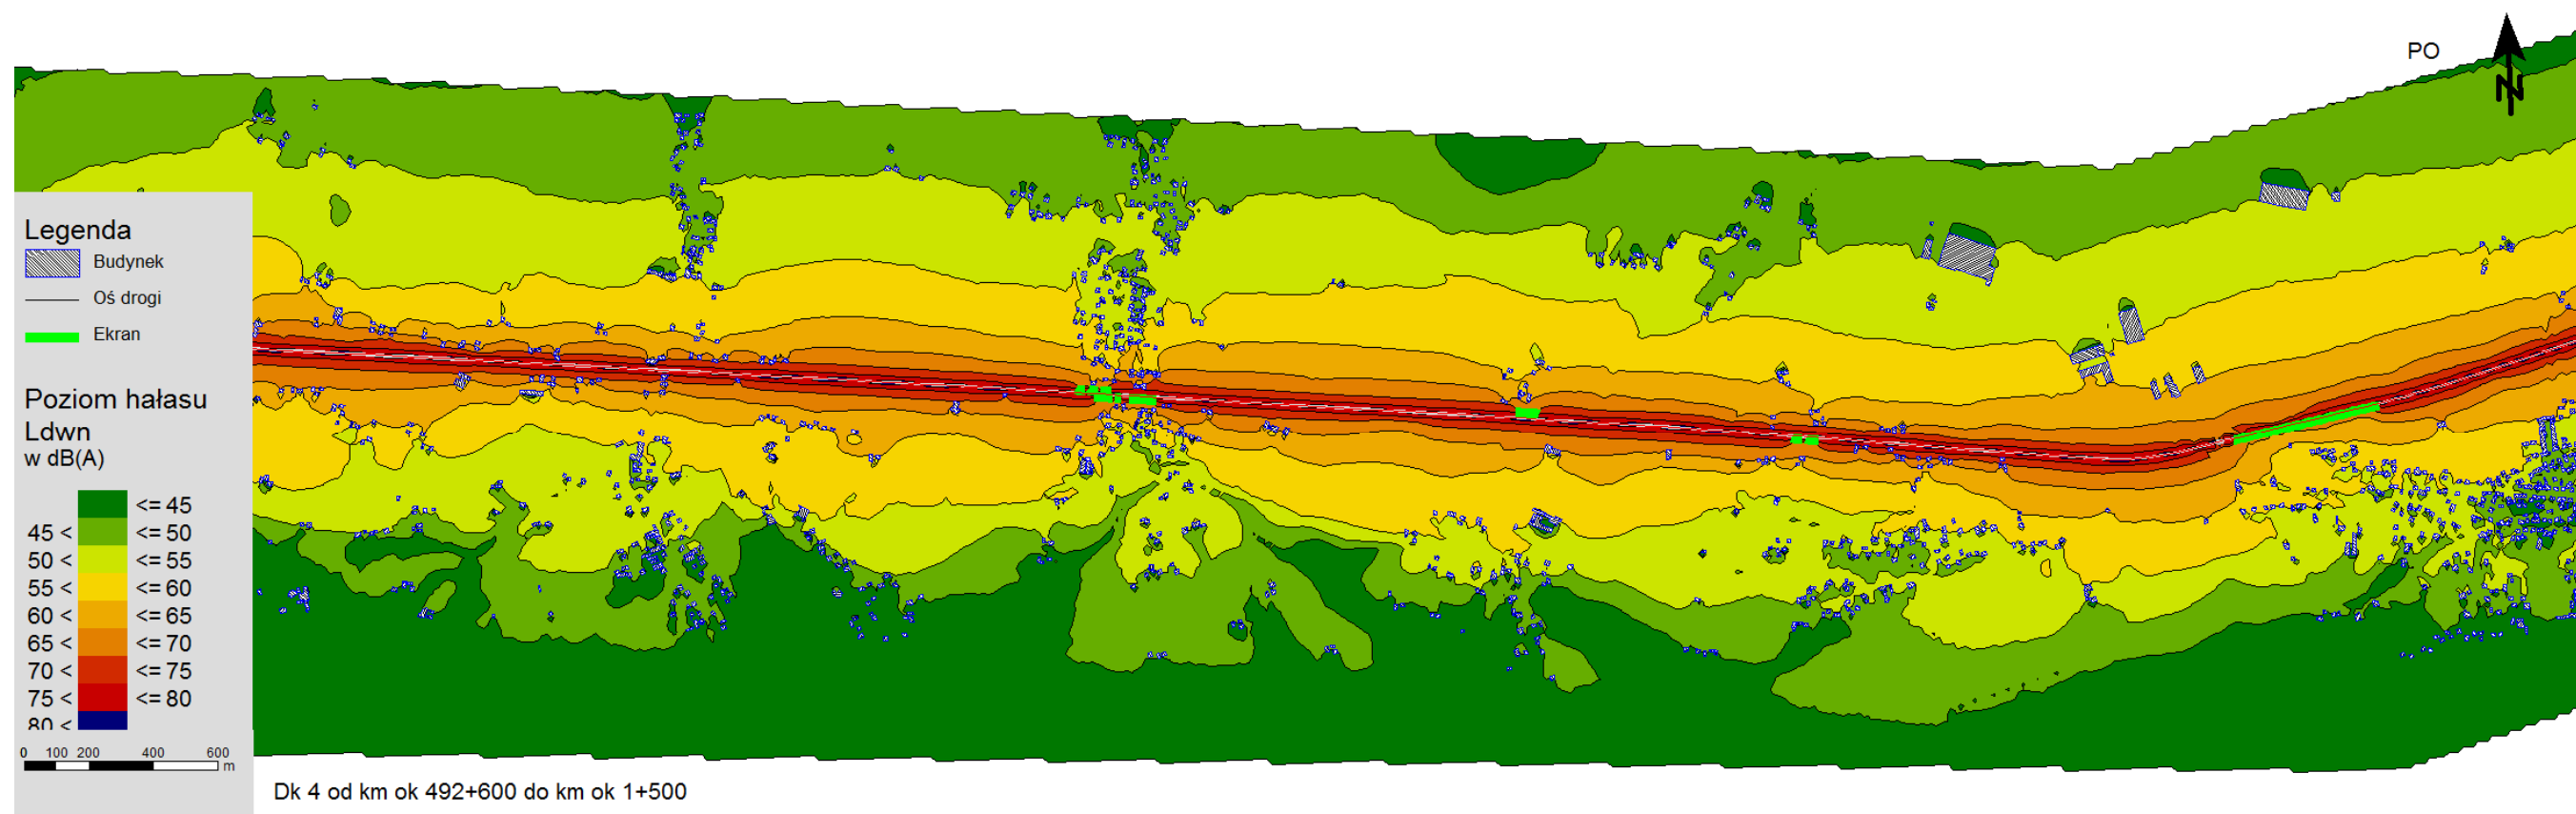 PO
N
Legenda
Budynek
Oś drogi
Ekran
Poziom hałasu
Ldwn
w dB(A)
<= 45
45 < <= 50
50 < <= 55
55 < <= 60
60 < <= 65
65 < <= 70
70 < <= 75
75 < <= 80
80 <
0 100 200 400 600
m
Dk 4 od km ok 492+600 do km ok 1+500